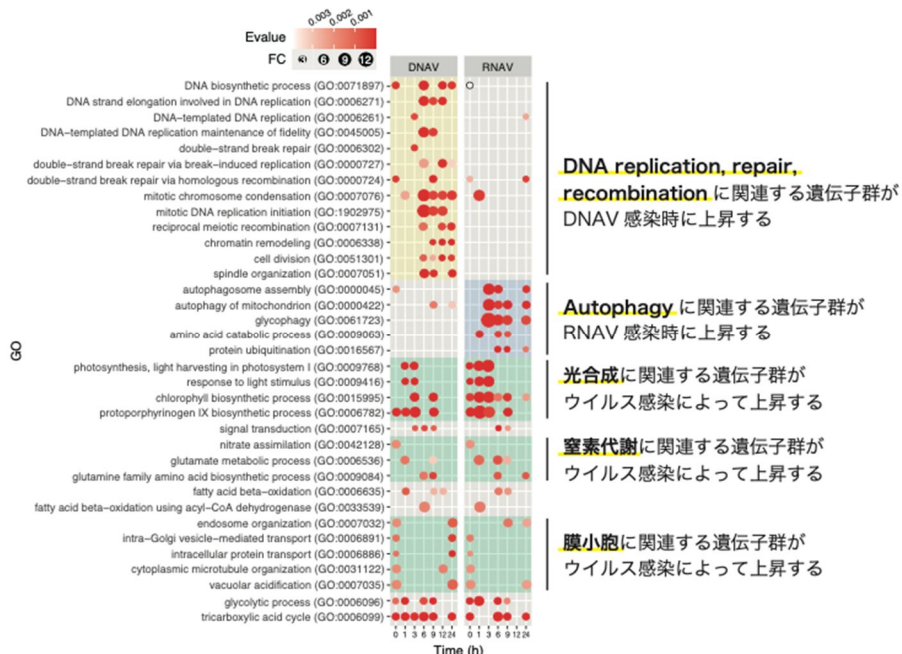 0.003 0.002 0.001
Evalue
FC 3 6 9 12
DNAV RNAV
DNA biosynthetic process (GO:0071897)
DNA strand elongation involved in DNA replication (GO:0006271)
DNA-templated DNA replication (GO:0006261)
DNA-templated DNA replication maintenance of fidelity (GO:0045005)
double-strand break repair (GO:0006302)
double-strand break repair via break-induced replication (GO:0000727)
double-strand break repair via homologous recombination (GO:0000724)
mitotic chromosome condensation (GO:0007076)
mitotic DNA replication initiation (GO:1902975)
reciprocal meiotic recombination (GO:0007131)
chromatin remodeling (GO:0006338)
cell division (GO:0051301)
spindle organization (GO:0007051)
autophagosome assembly (GO:0000045)
autophagy of mitochondrion (GO:0000422)
glycophagy (GO:0061723)
amino acid catabolic process (GO:0009063)
protein ubiquitination (GO:0016567)
photosynthesis, light harvesting in photosystem I (GO:0009768)
response to light stimulus (GO:0009416)
chlorophyll biosynthetic process (GO:0015995)
protoporphyrinogen IX biosynthetic process (GO:0006782)
signal transduction (GO:0007165)
nitrate assimilation (GO:0042128)
glutamate metabolic process (GO:0006536)
glutamine family amino acid biosynthetic process (GO:0009084)
fatty acid beta-oxidation (GO:0006635)
fatty acid beta-oxidation using acyl-CoA dehydrogenase (GO:0033539)
endosome organization (GO:0007032)
intra-Golgi vesicle-mediated transport (GO:0006891)
intracellular protein transport (GO:0006886)
cytoplasmic microtubule organization (GO:0031122)
vacuolar acidification (GO:0007035)
glycolytic process (GO:0006096)
tricarboxylic acid cycle (GO:0006099)
GO
0 1 3 6 9 12 24 0 1 3 6 9 12 24
Time (h)
DNA replication, repair,
recombination に関連する遺伝子群が
DNAV 感染時に上昇する
Autophagy に関連する遺伝子群が
RNAV 感染時に上昇する
光合成に関連する遺伝子群が
ウイルス感染によって上昇する
窒素代謝に関連する遺伝子群が
ウイルス感染によって上昇する
膜小胞に関連する遺伝子群が
ウイルス感染によって上昇する